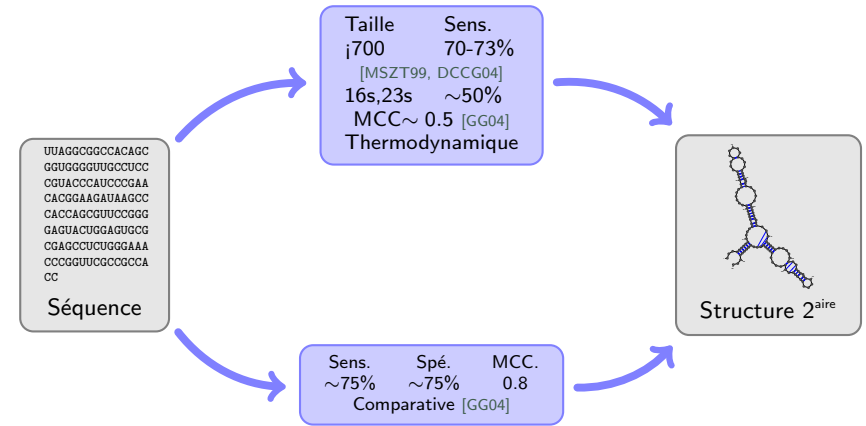 UUAGGCGGCCACAGC
GGUGGGGUUGCCUCC
CGUACCCAUCCCGAA
CACGGAAGAUAAGCC
CACCAGCGUUCCGGG
GAGUACUGGAGUGCG
CGAGCCUCUGGGAAA
CCCGGUUCGCCGCCA
CC
Séquence
Taille Sens.
¡700 70-73%
[MSZT99, DCCG04]
16s,23s ∼50%
MCC∼ 0.5 [GG04]
Thermodynamique
Sens. Spé. MCC.
∼75% ∼75% 0.8
Comparative [GG04]
Structure 2aire